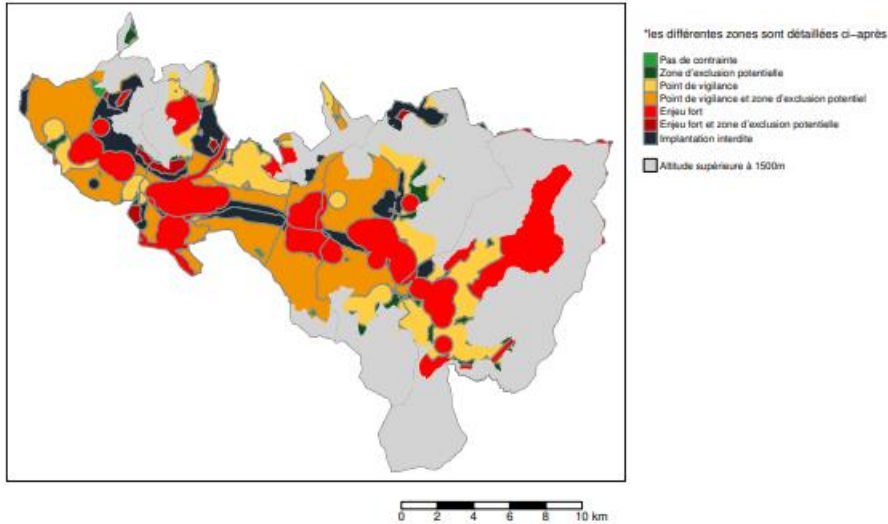 *les différentes zones sont détaillées ci-après
Pas de contrainte
Zone d'exclusion potentielle
Point de vigilance
Point de vigilance et zone d'exclusion potentiel
Enjeu fort
Enjeu fort et zone d'exclusion potentielle
Implantation interdite
Altitude supérieure à 1500m
0 2 4 6 8 10 km